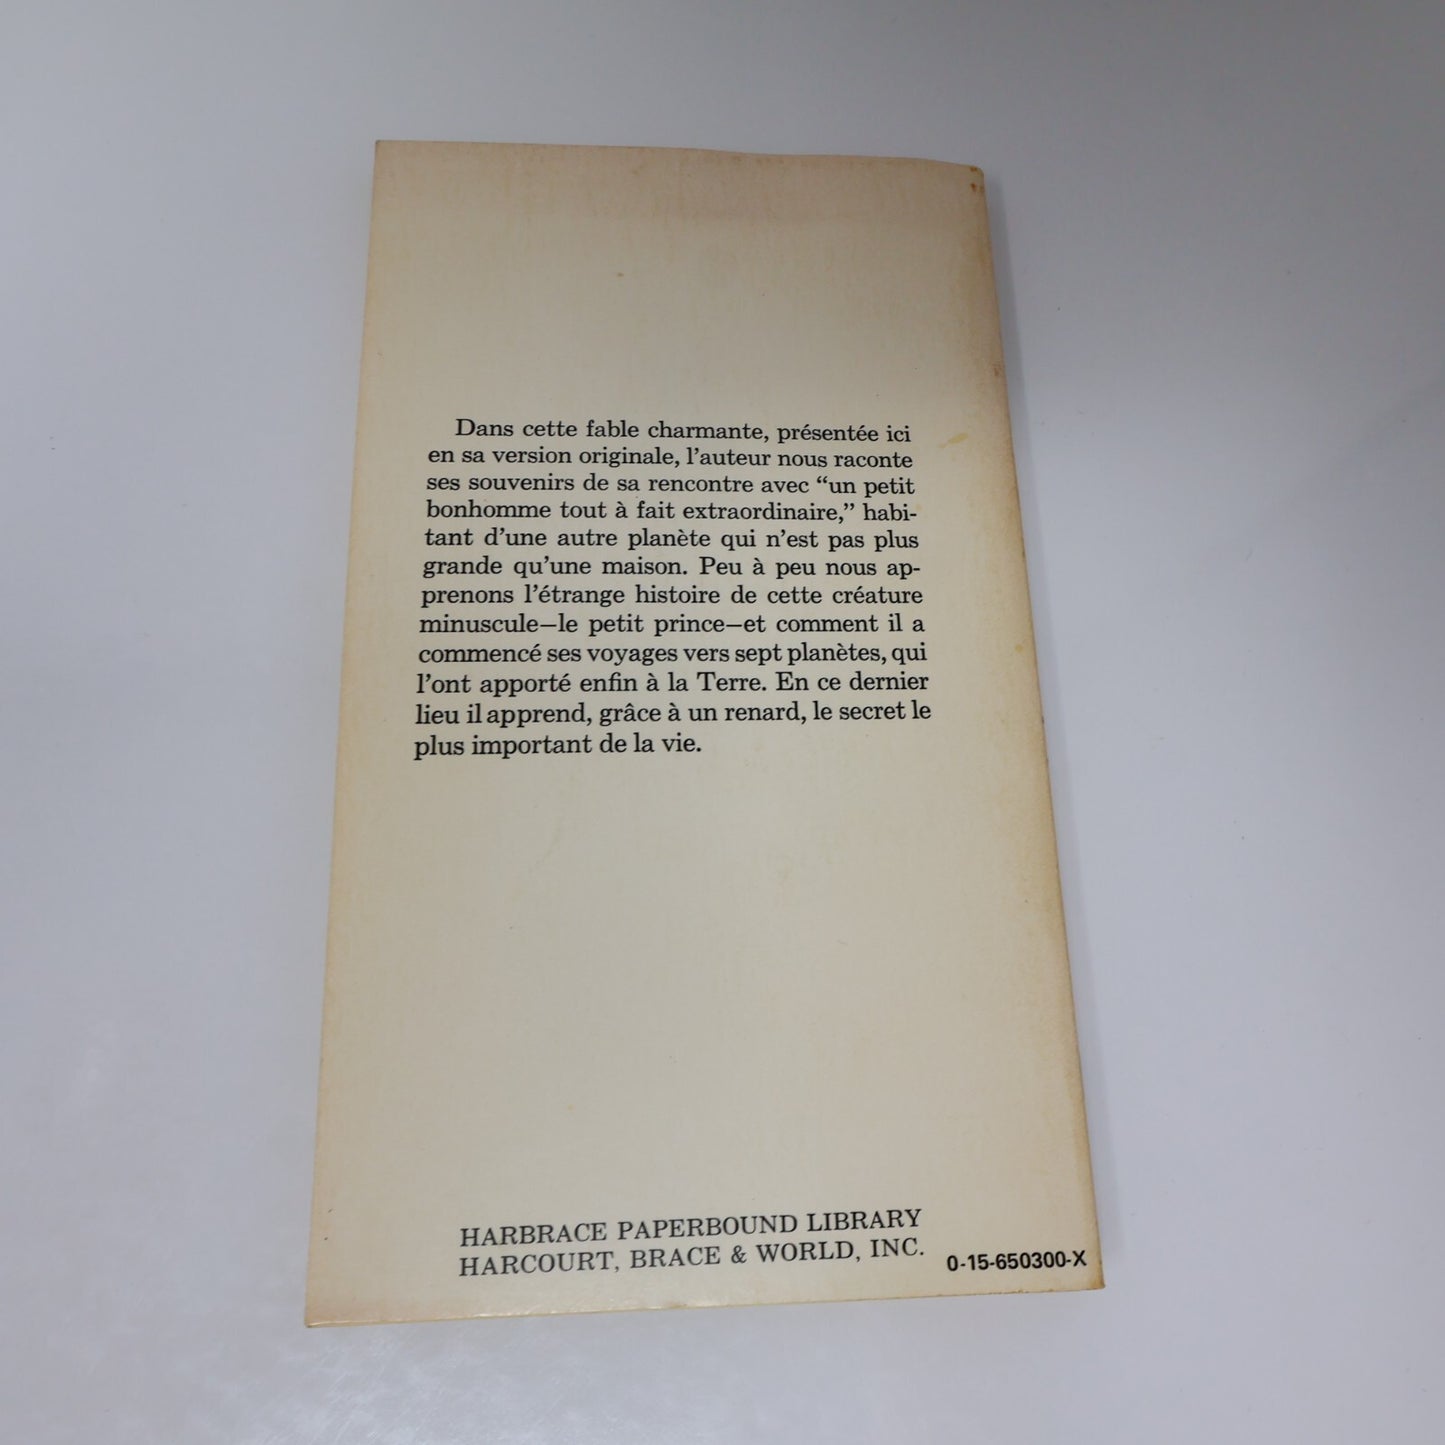 Dans cette fable charmante, présentée ici
en sa version originale, l'auteur nous raconte
ses souvenirs de sa rencontre avec “un petit
bonhomme tout à fait extraordinaire,” habi-
tant d'une autre planète qui n'est pas plus
grande qu'une maison. Peu à peu nous ap-
prenons l'étrange histoire de cette créature
minuscule—le petit prince—et comment il a
commencé ses voyages vers sept planètes, qui
l'ont apporté enfin à la Terre. En ce dernier
lieu il apprend, grâce à un renard, le secret le
plus important de la vie.
HARBRACE PAPERBOUND LIBRARY
HARCOURT, BRACE & WORLD, INC.
0-15-650300-X